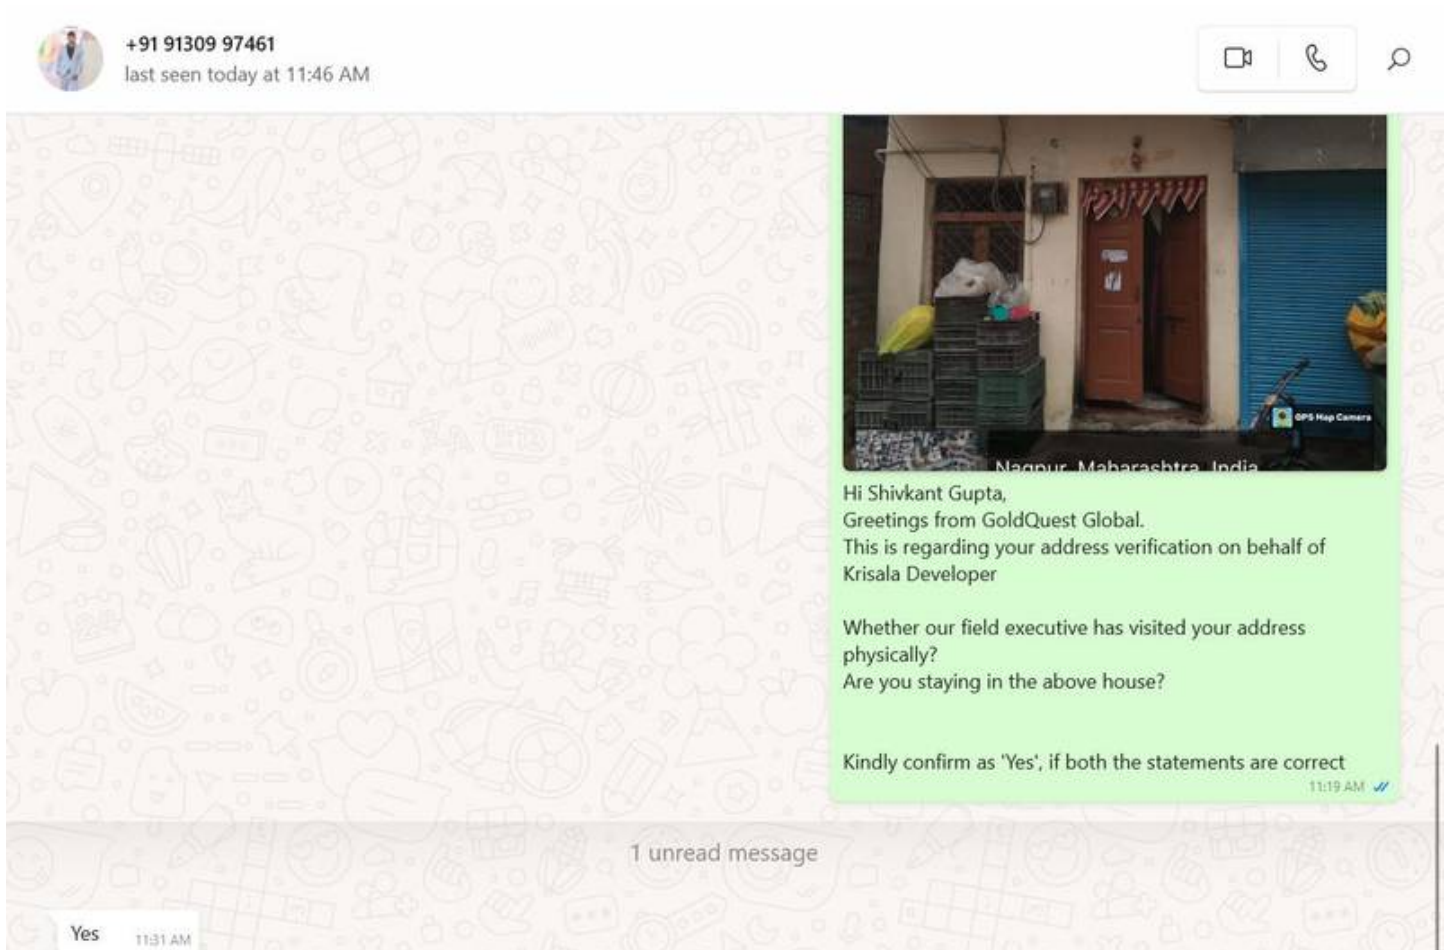 +91 91309 97461
last seen today at 11:46 AM
GPS Map Camera
Nagpur, Maharashtra, India
Hi Shivkant Gupta,
Greetings from GoldQuest Global.
This is regarding your address verification on behalf of
Krisala Developer
Whether our field executive has visited your address
physically?
Are you staying in the above house?
Kindly confirm as 'Yes', if both the statements are correct
11:19 AM
1 unread message
Yes
11:31 AM